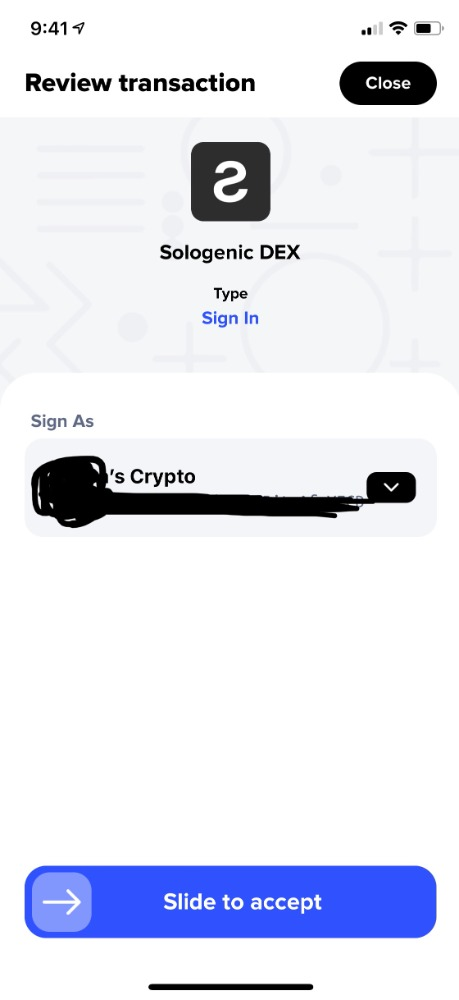 9:41
Review transaction
Close
Sologenic DEX
Type
Sign In
Sign As
's Crypto
Slide to accept